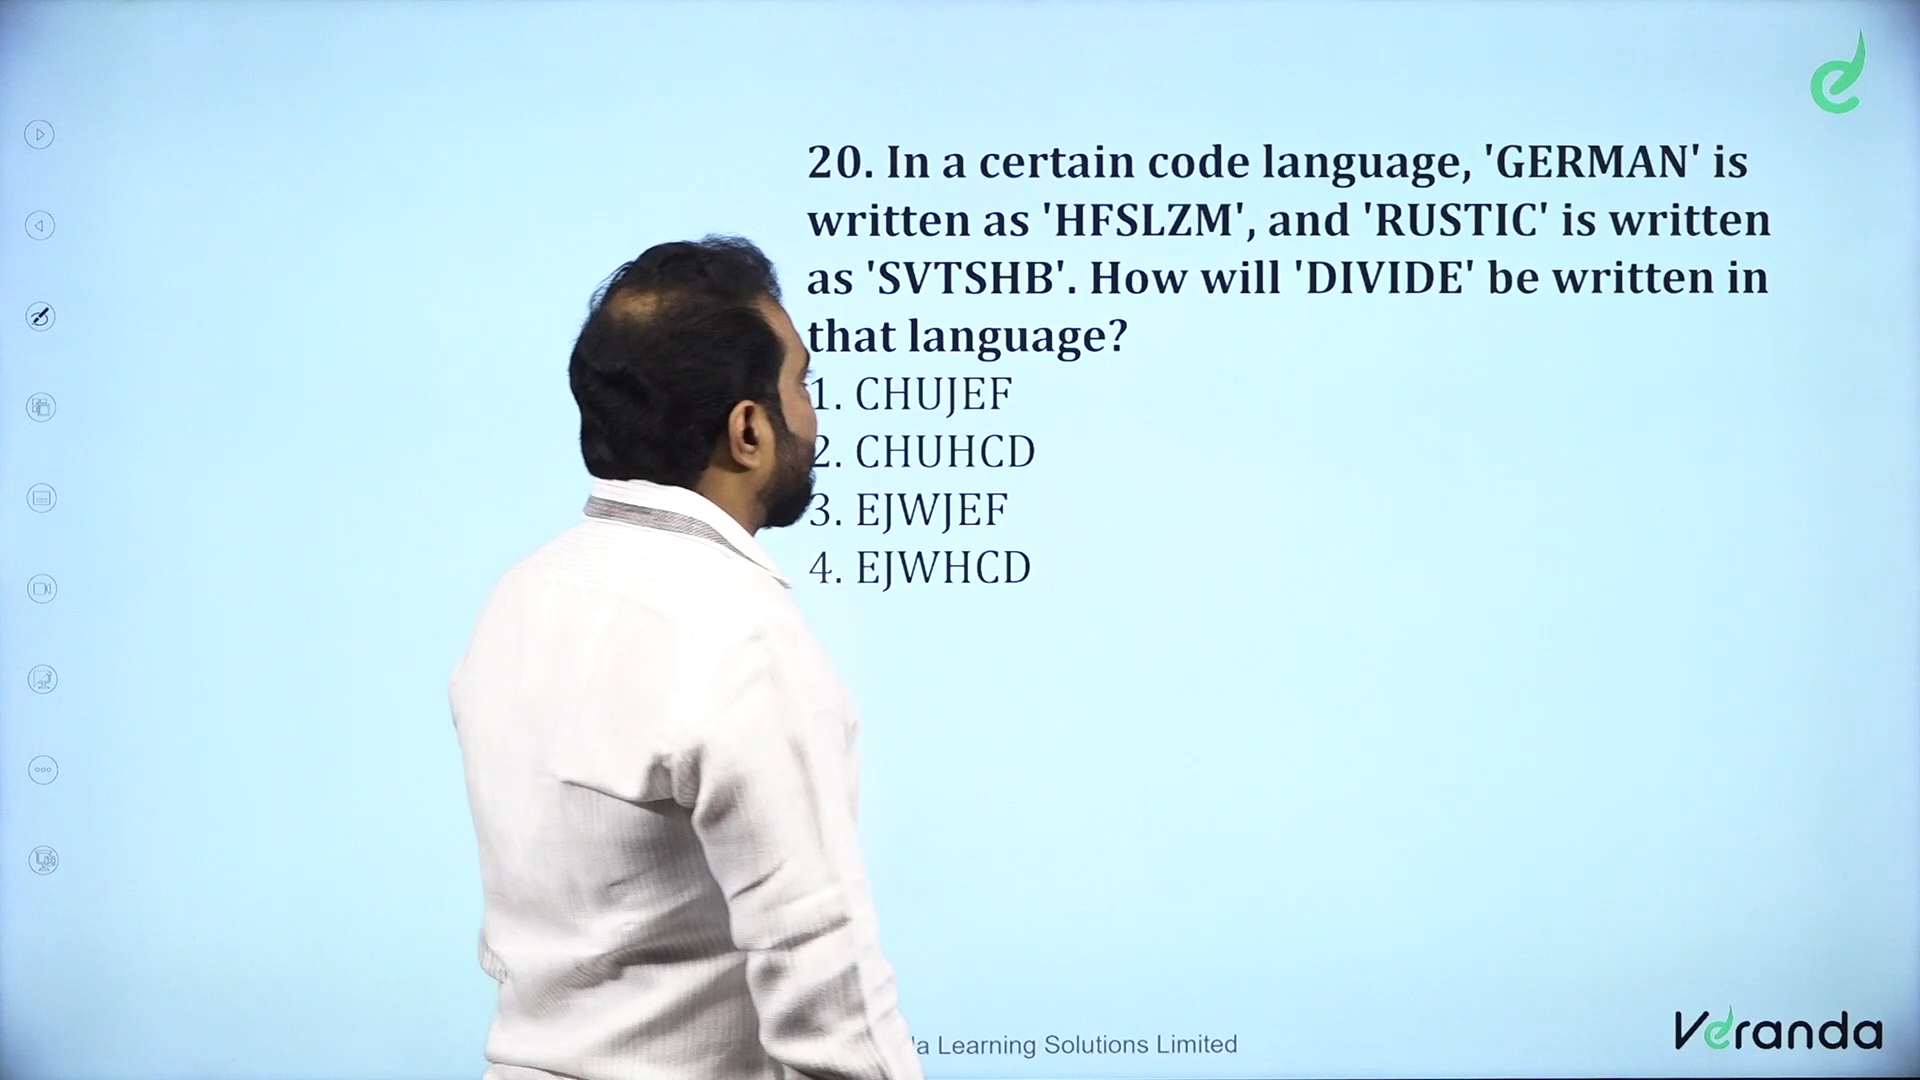 20. In a certain code language, 'GERMAN' is
written as 'HFSLZM', and 'RUSTIC' is written
as 'SVTSHB'. How will 'DIVIDE' be written in
that language?
1. CHUJEF
2. CHUHCD
3. EJWJEF
4. EJWHCD
Learning Solutions Limited
Veranda